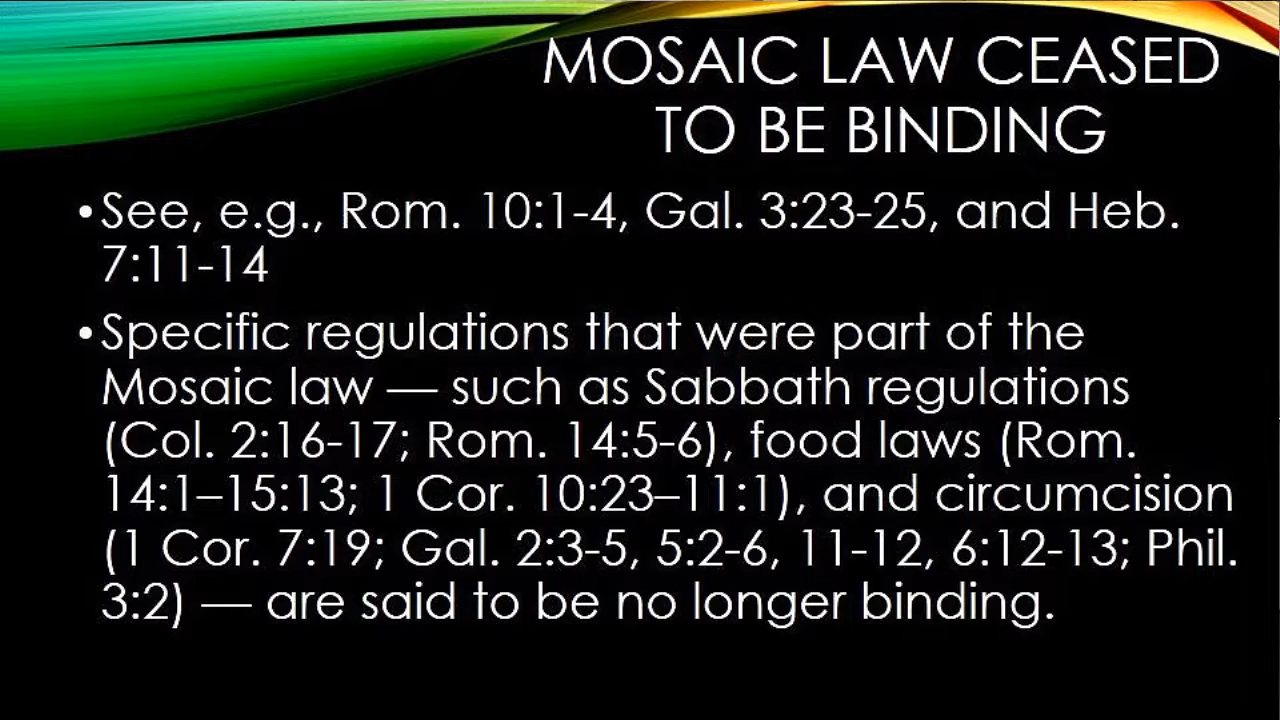 MOSAIC LAW CEASED
TO BE BINDING
•See, e.g., Rom. 10:1-4, Gal. 3:23-25, and Heb.
7:11-14
•Specific regulations that were part of the
Mosaic law — such as Sabbath regulations
(Col. 2:16-17; Rom. 14:5-6), food laws (Rom.
14:1–15:13; 1 Cor. 10:23–11:1), and circumcision
(1 Cor. 7:19; Gal. 2:3-5, 5:2-6, 11-12, 6:12-13; Phil.
3:2) — are said to be no longer binding.